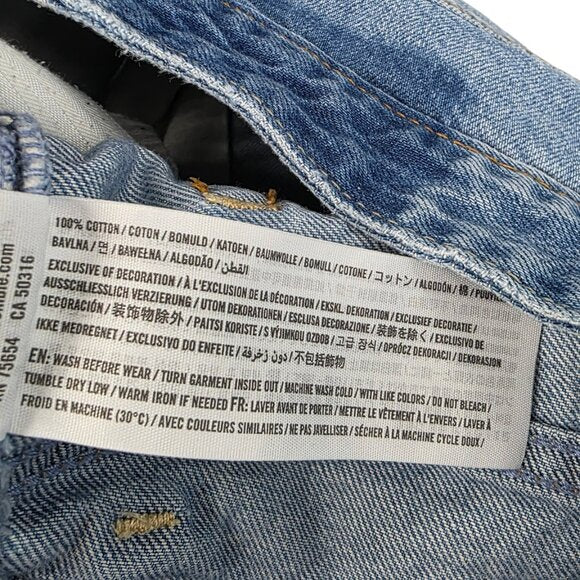 100% COTTON / COTON / BOMULD / KATOEN / BAUMWOLLE / BOMULL / COTONE / コットン / ALGODÓN / 棉 /
BAVLNA / 면 / BAWEŁNA / ALGODÃO / القطن /
EXCLUSIVE OF DECORATION / À L'EXCLUSION DE LA DÉCORATION / EKSKL. DEKORATION / EXCLUSIEF DECORATIE /
AUSSCHLIESSLICH VERZIERUNG / UTOM DEKORATIONEN / ESCLUSA DECORAZIONE / 装飾を除く / EXCLUSIVO DE
DECORACIÓN / 装饰物除外 / PAITSI KORISTE / S VÝJIMKOU OZDOB / 고급 장식 / OPRÓCZ DEKORACJI / DEKORASJON
IKKE MEDREGNET / EXCLUSIVO DO ENFEITE / دون زخرفة / 不包括飾物
EN: WASH BEFORE WEAR / TURN GARMENT INSIDE OUT / MACHINE WASH COLD / WITH LIKE COLORS / DO NOT BLEACH /
TUMBLE DRY LOW / WARM IRON IF NEEDED FR: LAVER AVANT DE PORTER / METTRE LE VÊTEMENT À L'ENVERS / LAVER À
FROID EN MACHINE (30°C) / AVEC COULEURS SIMILAIRES / NE PAS JAVELLISER / SÉCHER À LA MACHINE CYCLE DOUX /
75654 CA 50316